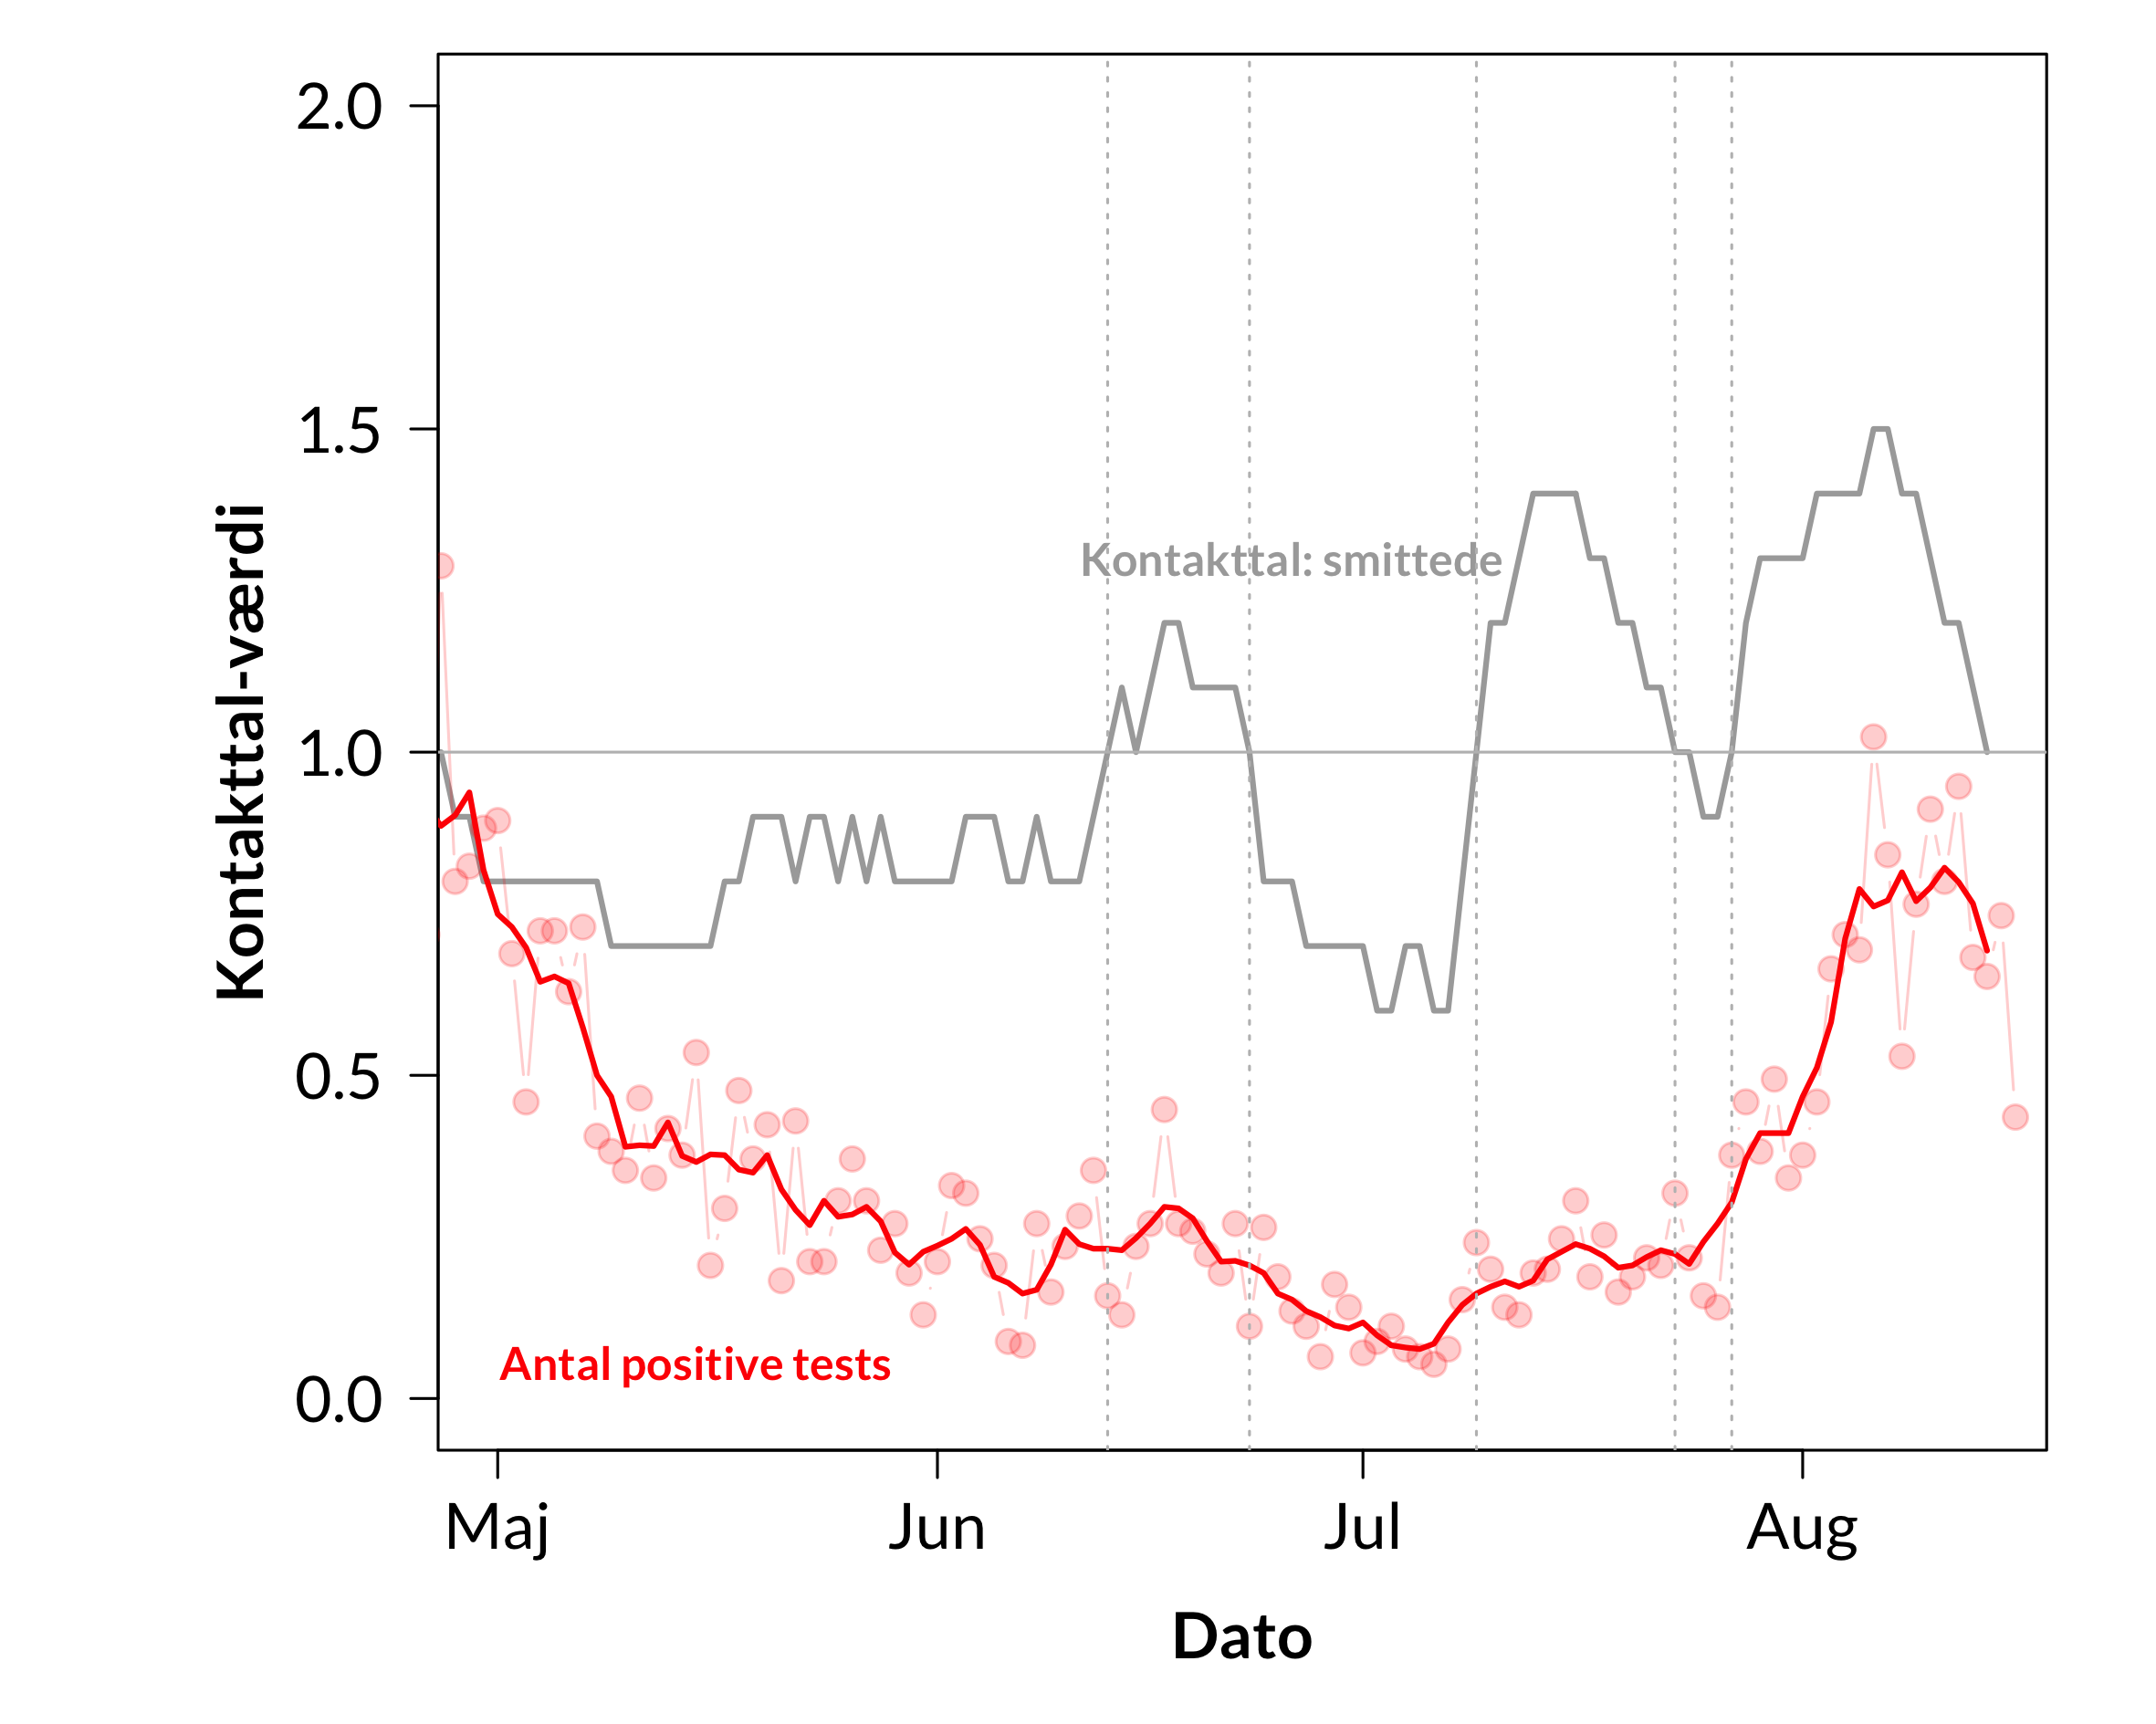 2.0
1.5
1.0
0.5
0.0
Kontakttal-værdi
Kontakttal: smittede
Antal positive tests
Maj Jun Jul Aug
Dato